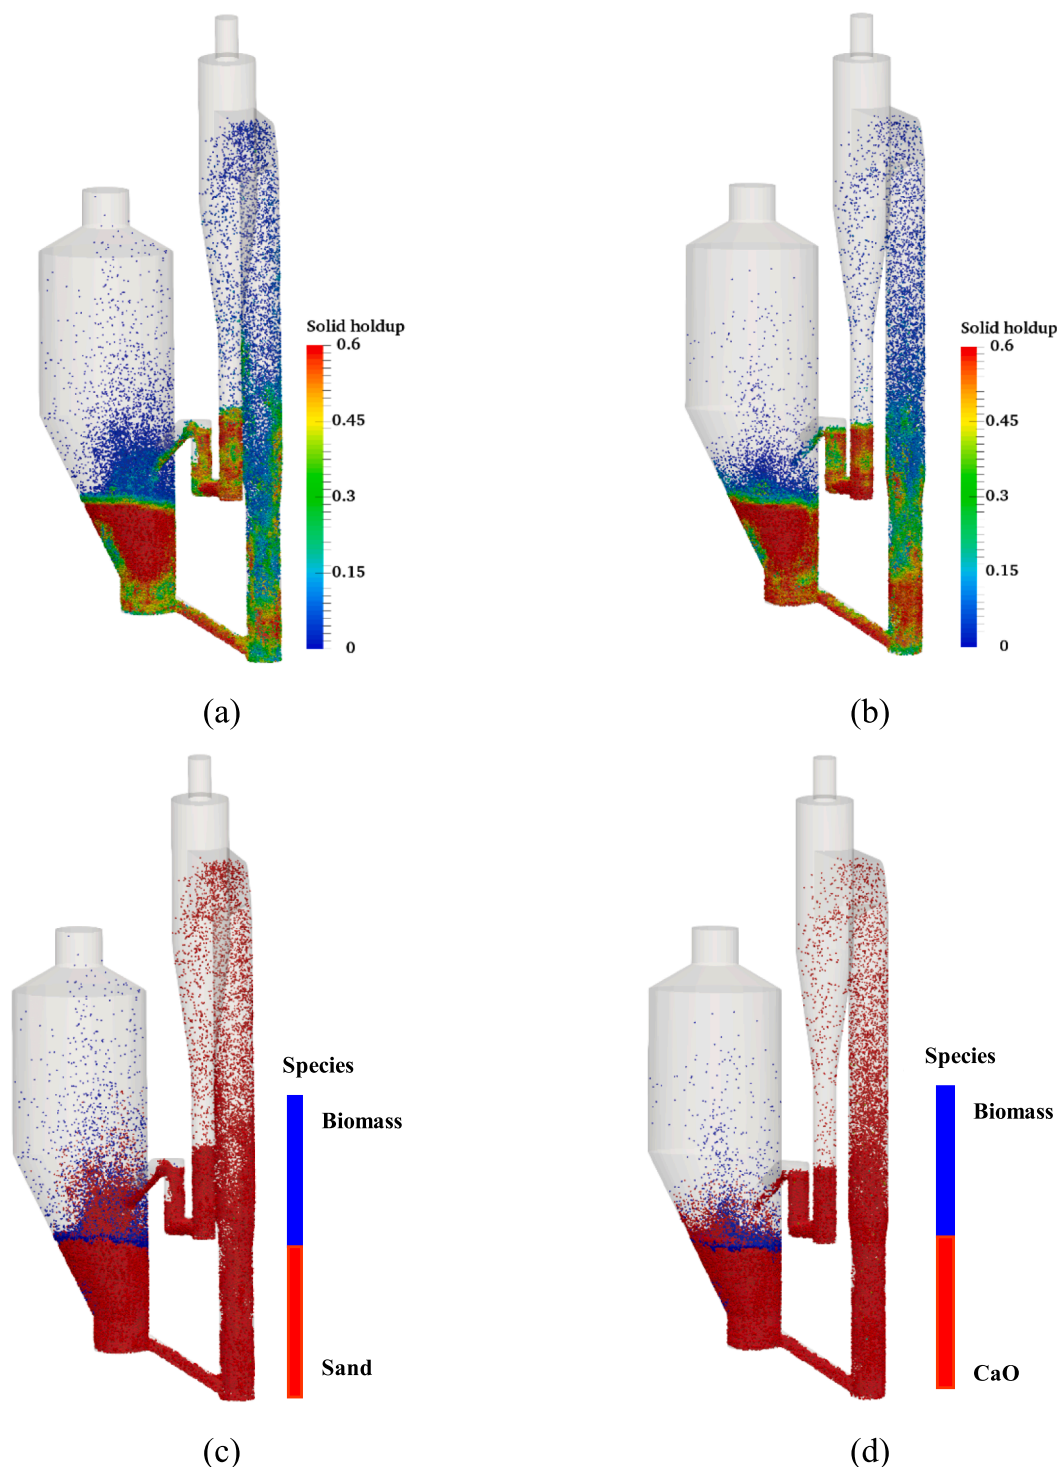 Solid holdup
0.6
0.45
0.3
0.15
0
(a)
Solid holdup
0.6
0.45
0.3
0.15
0
(b)
Species
Biomass
Sand
(c)
Species
Biomass
CaO
(d)